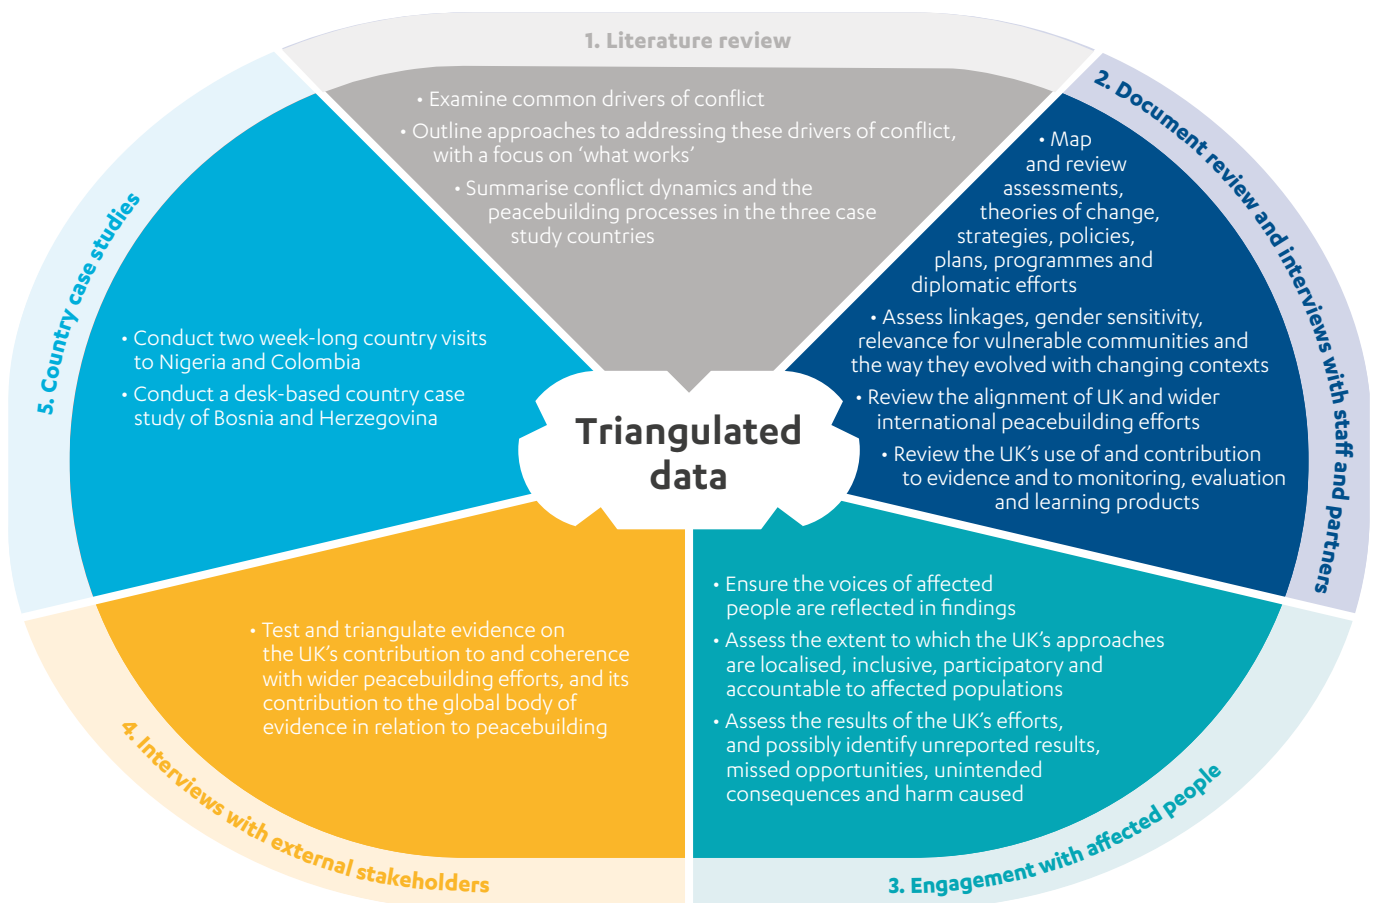 1. Literature review
• Examine common drivers of conflict
• Outline approaches to addressing these drivers of conflict,
with a focus on ‘what works’
• Summarise conflict dynamics and the
peacebuilding processes in the three case
study countries
2. Document review and interviews with staff and partners
• Map
and review
assessments,
theories of change,
strategies, policies,
plans, programmes and
diplomatic efforts
• Assess linkages, gender sensitivity,
relevance for vulnerable communities and
the way they evolved with changing contexts
• Review the alignment of UK and wider
international peacebuilding efforts
• Review the UK’s use of and contribution
to evidence and to monitoring, evaluation
and learning products
3. Engagement with affected people
• Ensure the voices of affected
people are reflected in findings
• Assess the extent to which the UK’s approaches
are localised, inclusive, participatory and
accountable to affected populations
• Assess the results of the UK’s efforts,
and possibly identify unreported results,
missed opportunities, unintended
consequences and harm caused
4. Interviews with external stakeholders
• Test and triangulate evidence on
the UK’s contribution to and coherence
with wider peacebuilding efforts, and its
contribution to the global body of
evidence in relation to peacebuilding
5. Country case studies
• Conduct two week-long country visits
to Nigeria and Colombia
• Conduct a desk-based country case
study of Bosnia and Herzegovina
Triangulated
data